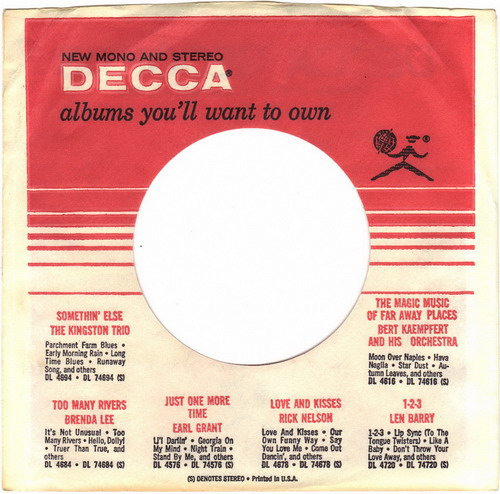 NEW MONO AND STEREO
DECCA®
albums you'll want to own
®
SOMETHIN' ELSE
THE KINGSTON TRIO
Parchment Farm Blues •
Early Morning Rain • Long
Time Blues • Runaway
Song, and others
DL 4694 • DL 74694 (S)
THE MAGIC MUSIC
OF FAR AWAY PLACES
BERT KAEMPFERT
AND HIS ORCHESTRA
Moon Over Naples • Hava
Nagila • Star Dust • Au-
tumn Leaves, and others
DL 4616 • DL 74616 (S)
TOO MANY RIVERS
BRENDA LEE
It's Not Unusual • Too
Many Rivers • Hello, Dolly!
• Truer Than True, and
others
DL 4684 • DL 74684 (S)
JUST ONE MORE
TIME
EARL GRANT
Li'l Darlin' • Georgia On
My Mind • Night Train •
Stand By Me, and others
DL 4576 • DL 74576 (S)
LOVE AND KISSES
RICK NELSON
Love And Kisses • Our
Own Funny Way • Say
You Love Me • Come Out
Dancin', and others
DL 4678 • DL 74678 (S)
1-2-3
LEN BARRY
1-2-3 • Lip Sync (To The
Tongue Twisters) • Like A
Baby • Don't Throw Your
Love Away, and others
DL 4720 • DL 74720 (S)
(S) DENOTES STEREO • Printed in U.S.A.